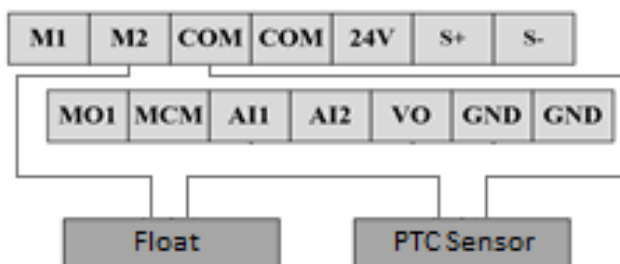 M1 M2 COM COM 24V S+ S-
MO1 MCM AI1 AI2 VO GND GND
Float PTC Sensor